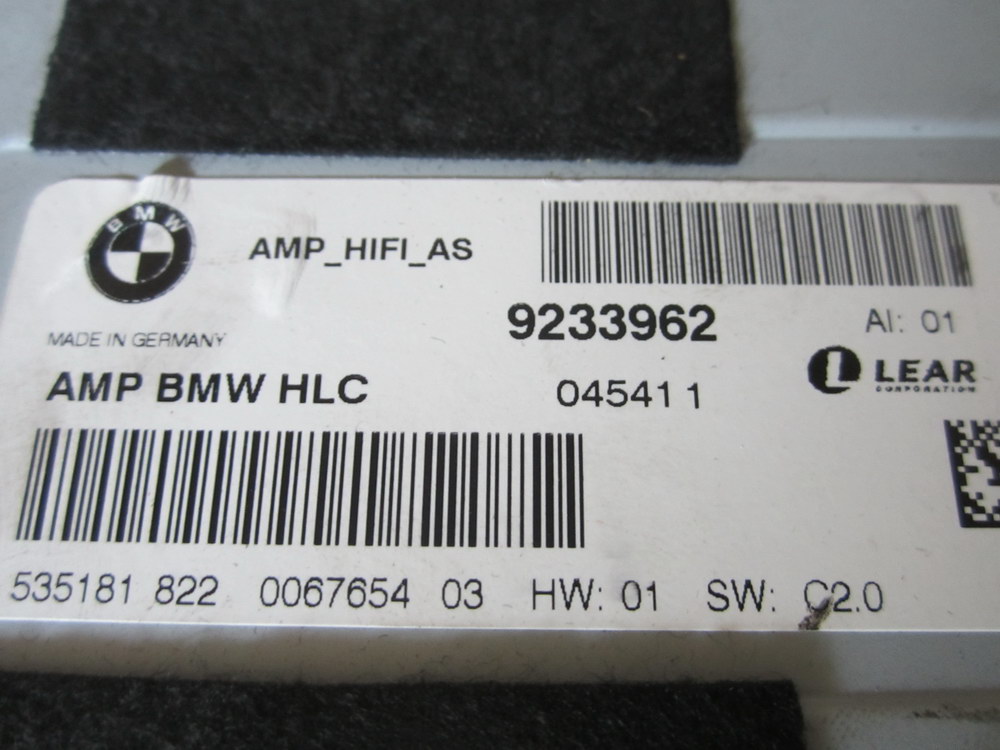 BMW
AMP_HIFI_AS
9233962 AI: 01
MADE IN GERMANY
LEAR
CORPORATION
AMP BMW HLC 04541 1
535181 822 0067654 03 HW: 01 SW: C2.0